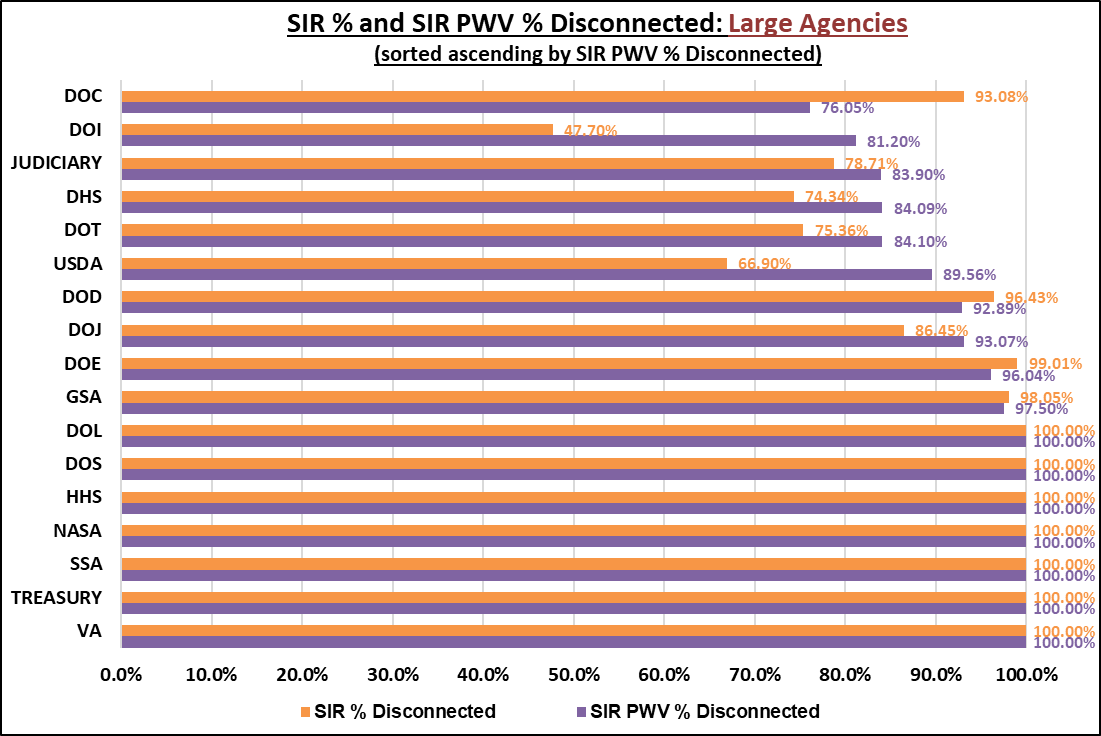 SIR % and SIR PWV % Disconnected: Large Agencies
(sorted ascending by SIR PWV % Disconnected)
DOC 93.08%
76.05%
DOI 47.70%
81.20%
JUDICIARY 78.71%
83.90%
DHS 74.34%
84.09%
DOT 75.36%
84.10%
USDA 66.90%
89.56%
DOD 96.43%
92.89%
DOJ 86.45%
93.07%
DOE 99.01%
96.04%
GSA 98.05%
97.50%
DOL 100.00%
100.00%
DOS 100.00%
100.00%
HHS 100.00%
100.00%
NASA 100.00%
100.00%
SSA 100.00%
100.00%
TREASURY 100.00%
100.00%
VA 100.00%
100.00%
0.0% 10.0% 20.0% 30.0% 40.0% 50.0% 60.0% 70.0% 80.0% 90.0% 100.0%
SIR % Disconnected SIR PWV % Disconnected